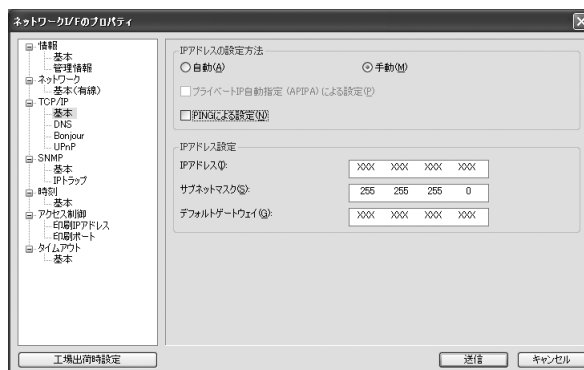 ネットワークI/Fのプロパティ
情報
基本
管理情報
ネットワーク
基本(有線)
TCP/IP
基本
DNS
Bonjour
UPnP
SNMP
基本
IPトラップ
時刻
基本
アクセス制御
印刷IPアドレス
印刷ポート
タイムアウト
基本
IPアドレスの設定方法
自動(A) 手動(M)
プライベートIP自動指定 (APIPA) による設定(P)
PINGによる設定(N)
IPアドレス設定
IPアドレス(I): XXX XXX XXX XXX
サブネットマスク(S): 255 255 255 0
デフォルトゲートウェイ(G): XXX XXX XXX XXX
工場出荷時設定 送信 キャンセル